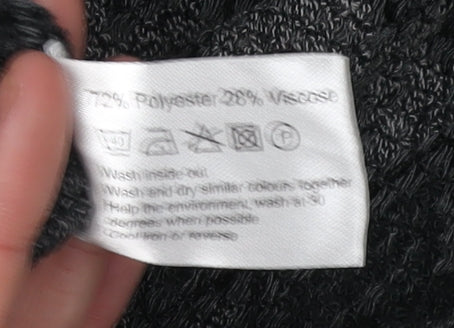 72% Polyester 28% Viscose
40 P
Wash inside out
Wash and dry similar colours together
Help the environment wash at 30
degrees when possible
Cool iron on reverse